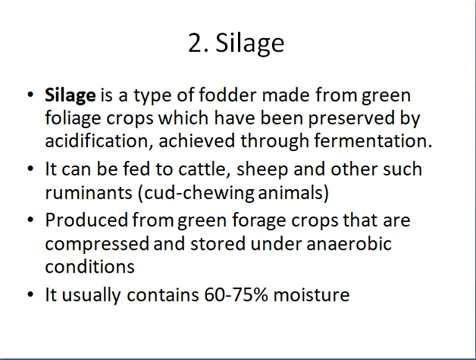 2. Silage
• Silage is a type of fodder made from green
foliage crops which have been preserved by
acidification, achieved through fermentation.
• It can be fed to cattle, sheep and other such
ruminants (cud-chewing animals)
• Produced from green forage crops that are
compressed and stored under anaerobic
conditions
• It usually contains 60-75% moisture